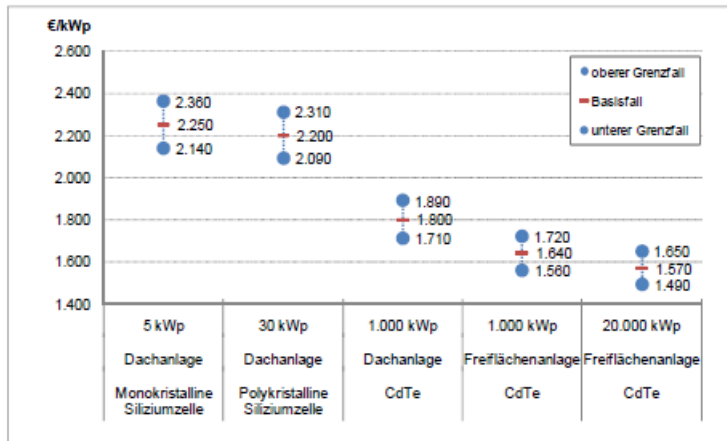 €/kWp
2.600
2.400
2.200
2.000
1.800
1.600
1.400
oberer Grenzfall
Basisfall
unterer Grenzfall
2.360
2.250
2.140
2.310
2.200
2.090
1.890
1.800
1.710
1.720
1.640
1.560
1.650
1.570
1.490
5 kWp 30 kWp 1.000 kWp 1.000 kWp 20.000 kWp
Dachanlage Dachanlage Dachanlage Freiflächenanlage Freiflächenanlage
Monokristalline Polykristalline CdTe CdTe CdTe
Siliziumzelle Siliziumzelle